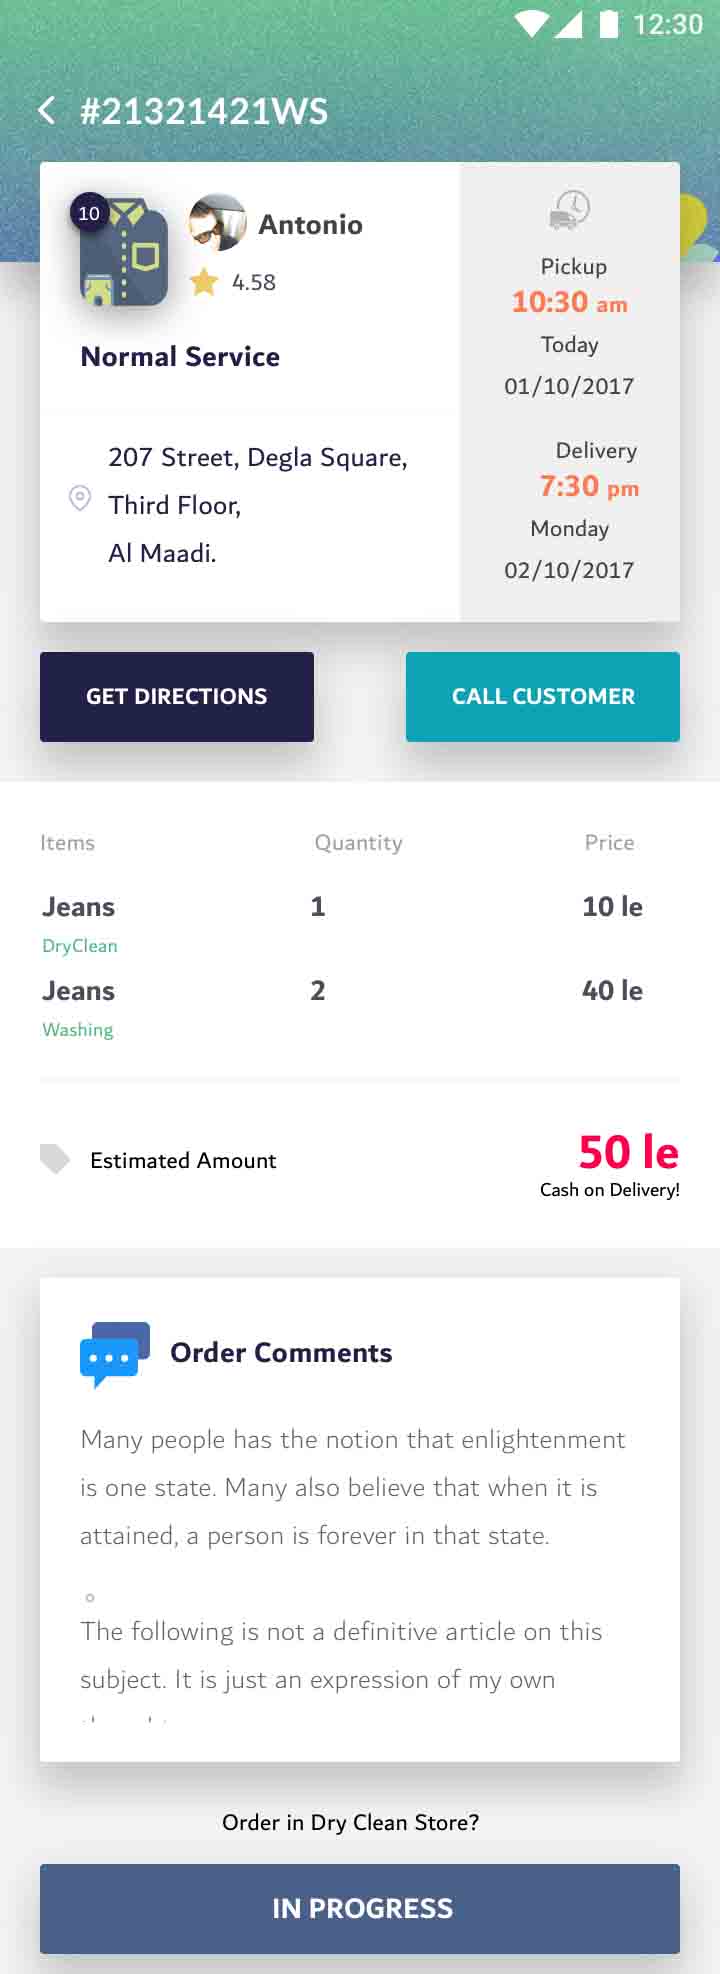 12:30
#21321421WS
10
Antonio
4.58
Normal Service
207 Street, Degla Square,
Third Floor,
Al Maadi.
Pickup
10:30 am
Today
01/10/2017
Delivery
7:30 pm
Monday
02/10/2017
GET DIRECTIONS
CALL CUSTOMER
Items Quantity Price
Jeans 1 10 le
DryClean
Jeans 2 40 le
Washing
Estimated Amount
50 le
Cash on Delivery!
Order Comments
Many people has the notion that enlightenment
is one state. Many also believe that when it is
attained, a person is forever in that state.
The following is not a definitive article on this
subject. It is just an expression of my own
Order in Dry Clean Store?
IN PROGRESS